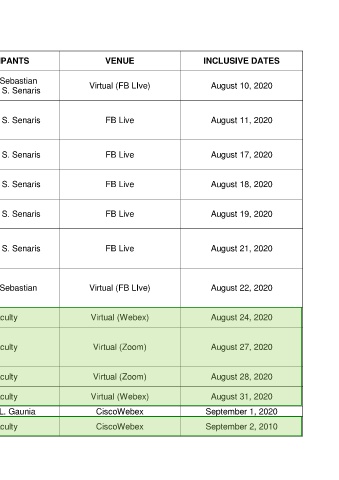 IPANTS VENUE INCLUSIVE DATES
Sebastian
S. Senaris Virtual (FB LIve) August 10, 2020
S. Senaris FB Live August 11, 2020
S. Senaris FB Live August 17, 2020
S. Senaris FB Live August 18, 2020
S. Senaris FB Live August 19, 2020
S. Senaris FB Live August 21, 2020
Sebastian Virtual (FB LIve) August 22, 2020
culty Virtual (Webex) August 24, 2020
culty Virtual (Zoom) August 27, 2020
culty Virtual (Zoom) August 28, 2020
culty Virtual (Webex) August 31, 2020
L. Gaunia CiscoWebex September 1, 2020
culty CiscoWebex September 2, 2010